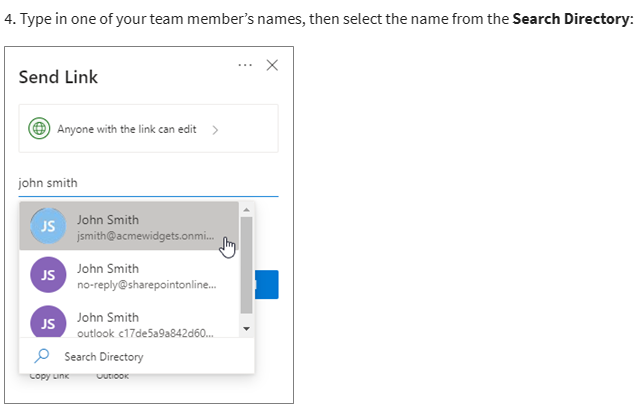 4. Type in one of your team member’s names, then select the name from the Search Directory:
Send Link
Anyone with the link can edit
john smith
JS
John Smith
jsmith@acmewidgets.onmi...
JS
John Smith
no-reply@sharepointonline...
JS
John Smith
outlook_c17de5a9a842d60...
Search Directory
Copy Link
Outlook